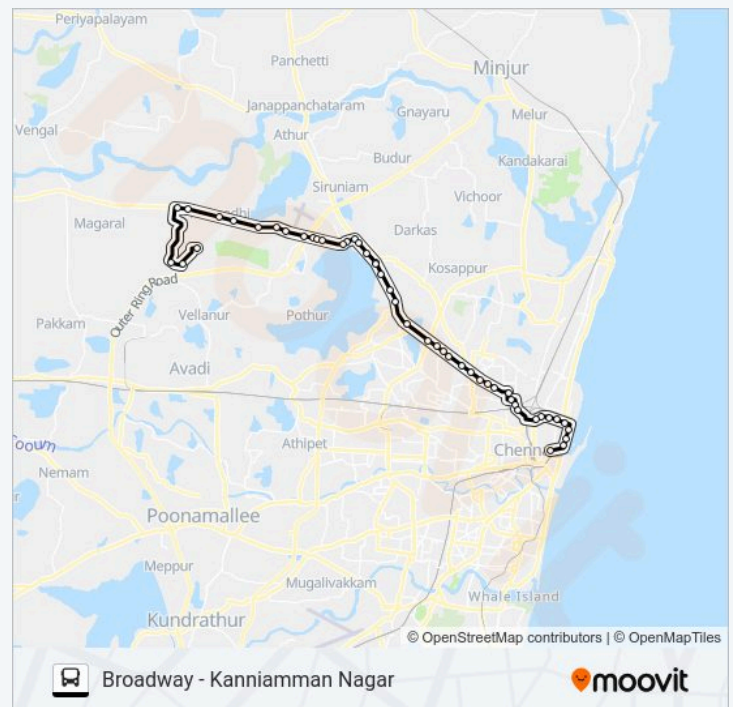 Periyapalayam
Panchetti
Minjur
Janappanchataram
Gnayaru
Melur
Athur
Vengal
Budur
Kandakarai
Siruniam
Vichoor
Magaral
Darkas
Kosappur
Outer Ring Road
Vellanur
Pothur
Pakkam
Avadi
Athipet
Chenn
Nemam
Poonamallee
Meppur
Mugalivakkam
Whale Island
Kundrathur
© OpenStreetMap contributors | © OpenMapTiles
Broadway - Kanniamman Nagar
moovit